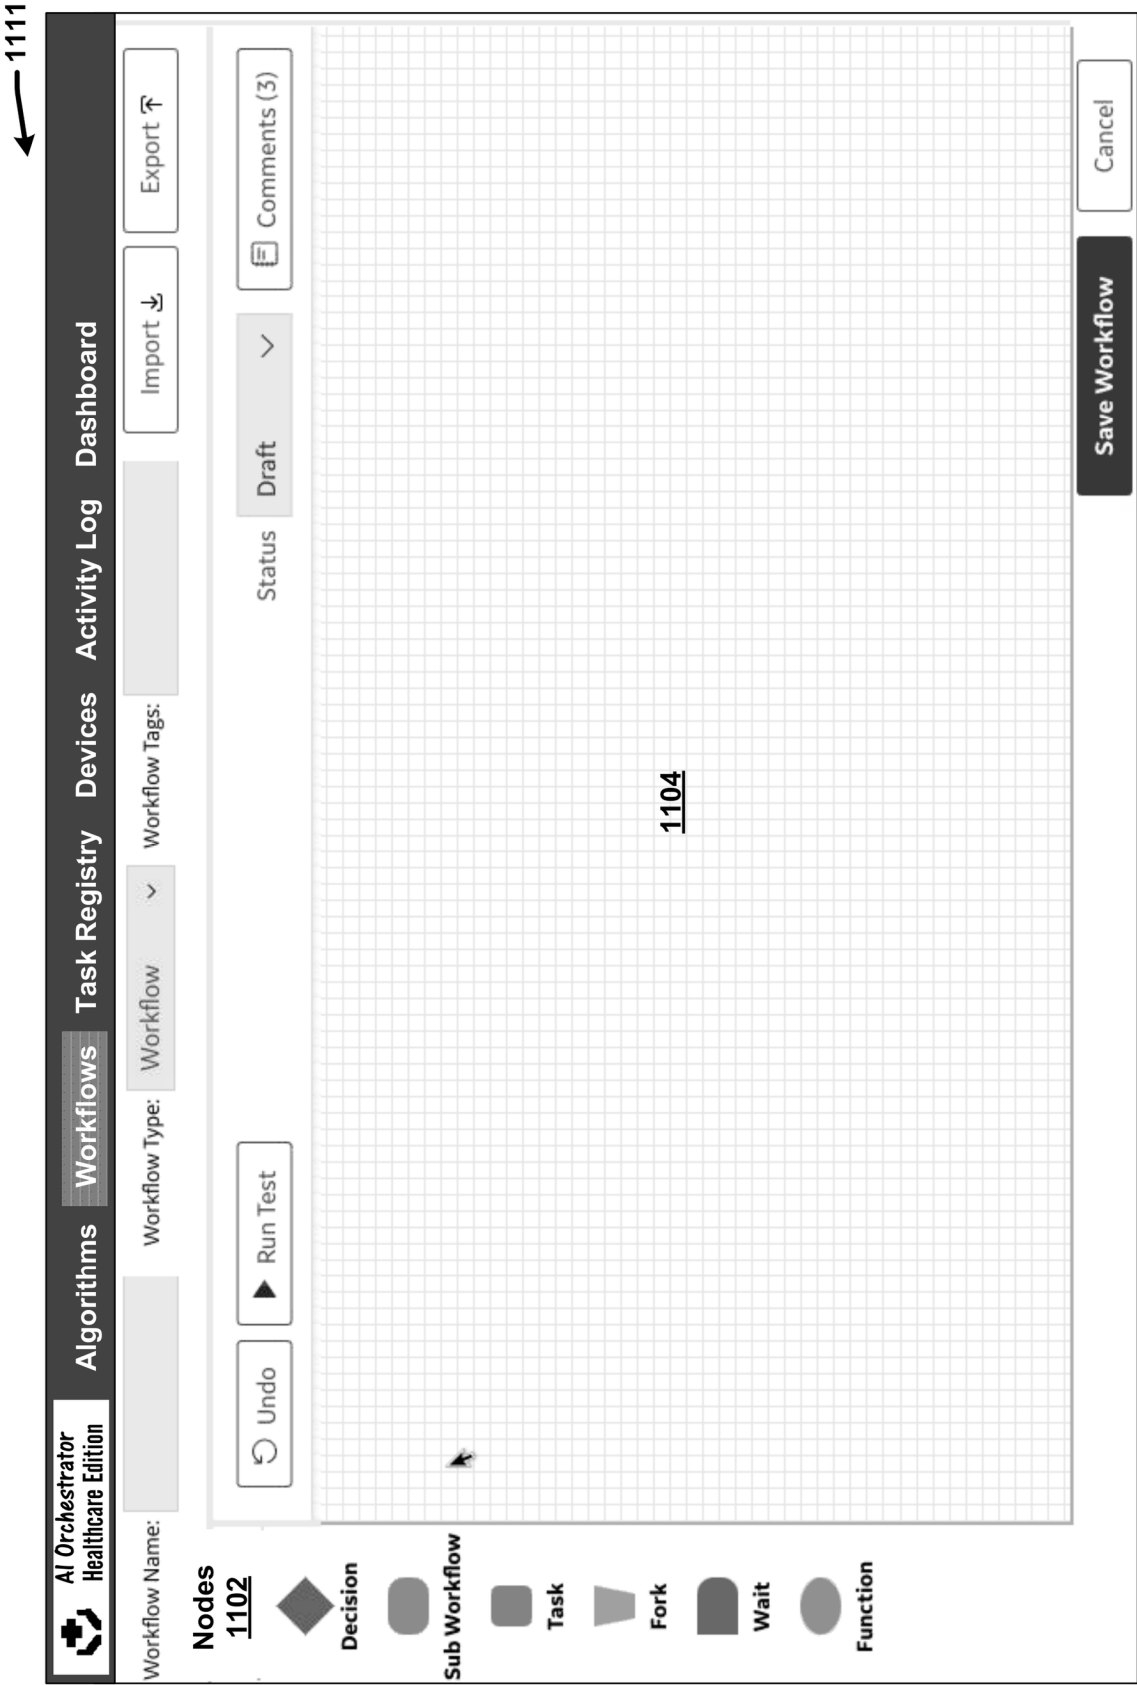 1111
AI Orchestrator
Healthcare Edition
Algorithms Workflows Task Registry Devices Activity Log Dashboard
Workflow Name: Workflow Type: Workflow Workflow Tags: Import Export
Nodes
1102
Undo Run Test Status Draft Comments (3)
Decision
Sub Workflow
Task
Fork
Wait
Function
1104
Save Workflow Cancel